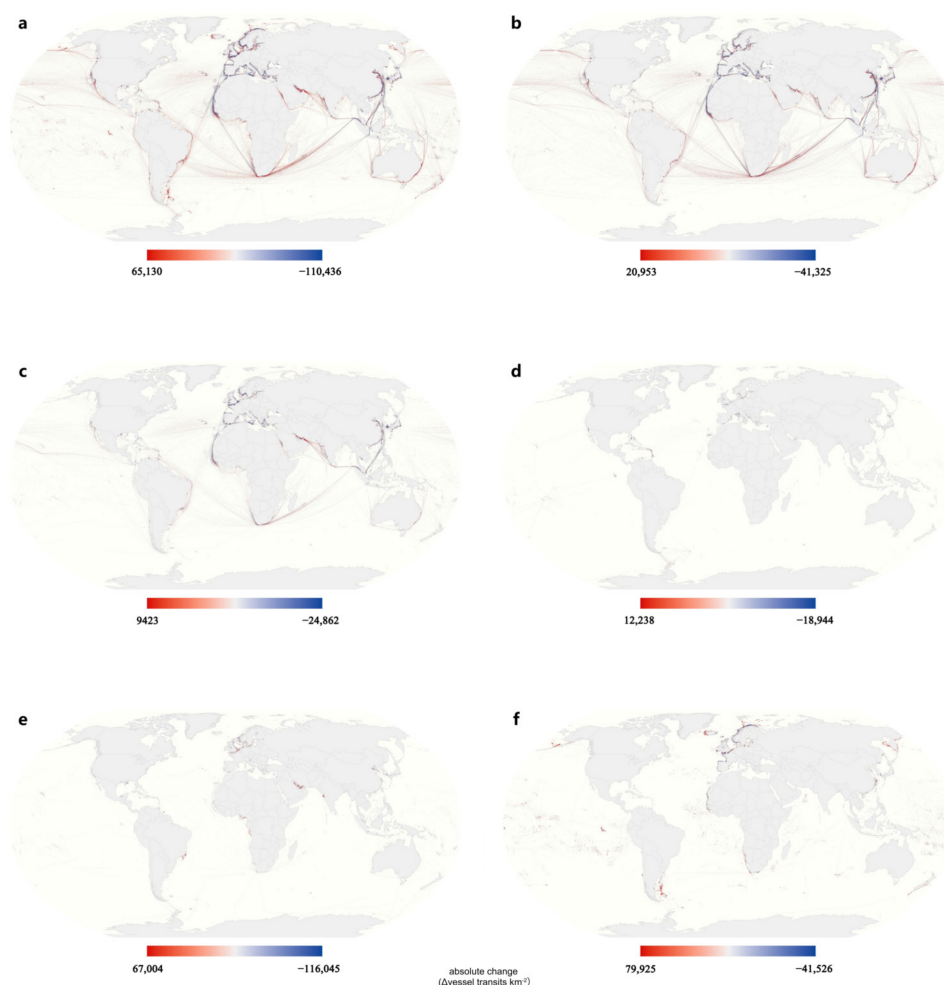 a
b
65,130
−110,436
20,953
−41,325
c
d
9423
−24,862
12,238
−18,944
e
f
67,004
−116,045
absolute change
(Δvessel transits km⁻²)
79,925
−41,526